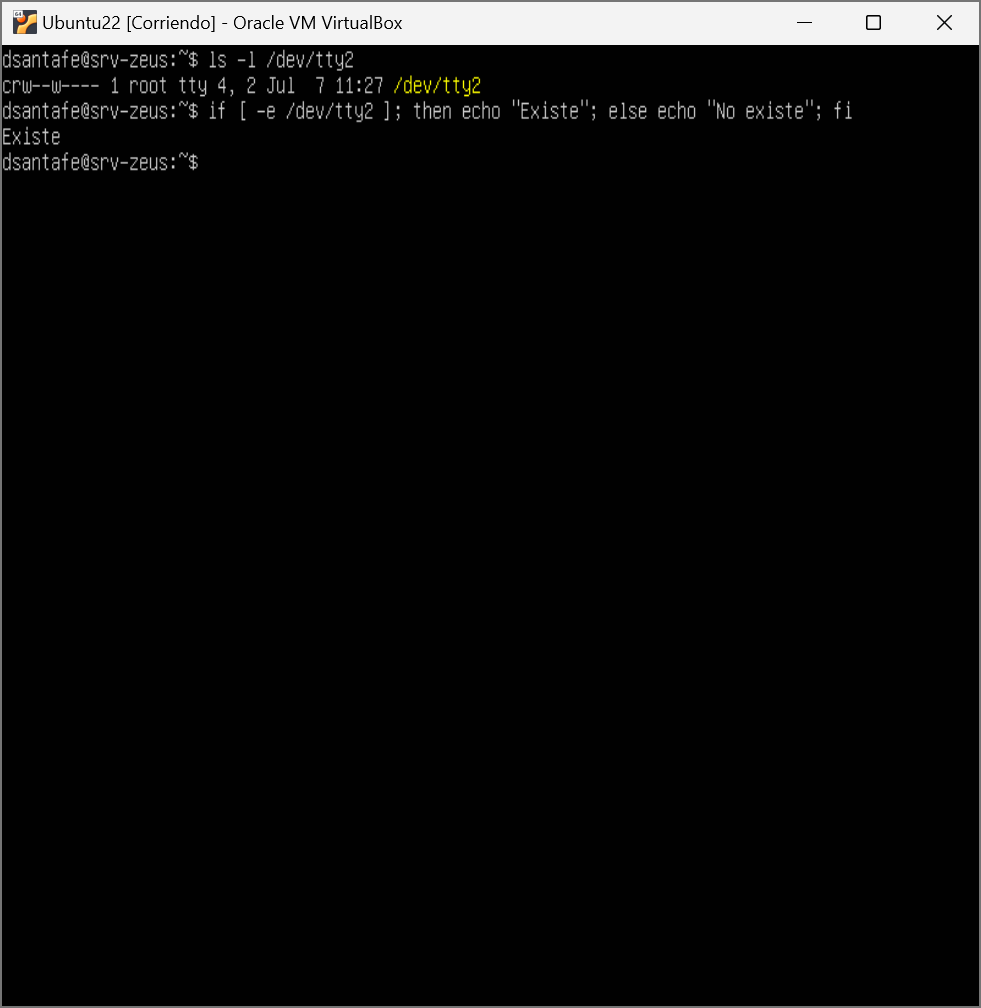 Ubuntu22 [Corriendo] - Oracle VM VirtualBox
dsantafe@srv-zeus:~$ ls -l /dev/tty2
crw--w---- 1 root tty 4, 2 Jul  7 11:27 /dev/tty2
dsantafe@srv-zeus:~$ if [ -e /dev/tty2 ]; then echo "Existe"; else echo "No existe"; fi
Existe
dsantafe@srv-zeus:~$